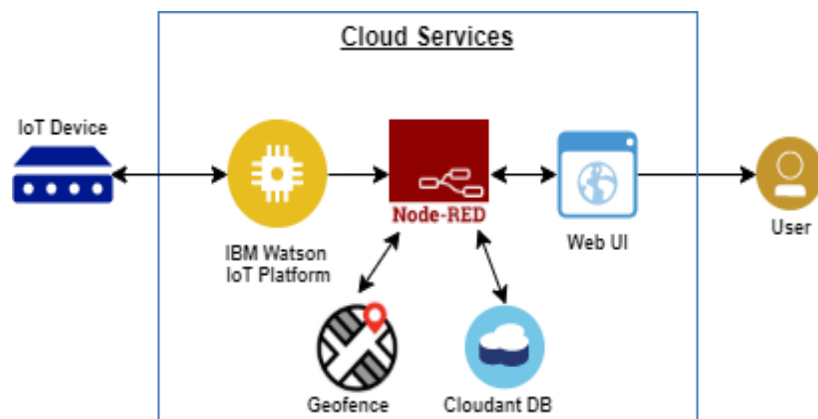 Cloud Services
IoT Device
Node-RED
IBM Watson
IoT Platform
Web UI
User
Geofence
Cloudant DB